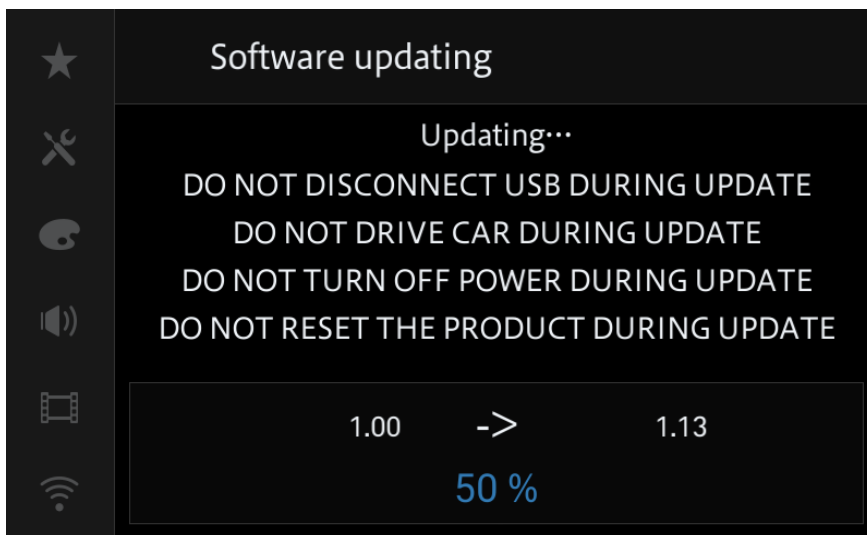 Software updating
Updating···
DO NOT DISCONNECT USB DURING UPDATE
DO NOT DRIVE CAR DURING UPDATE
DO NOT TURN OFF POWER DURING UPDATE
DO NOT RESET THE PRODUCT DURING UPDATE
1.00 -> 1.13
50 %